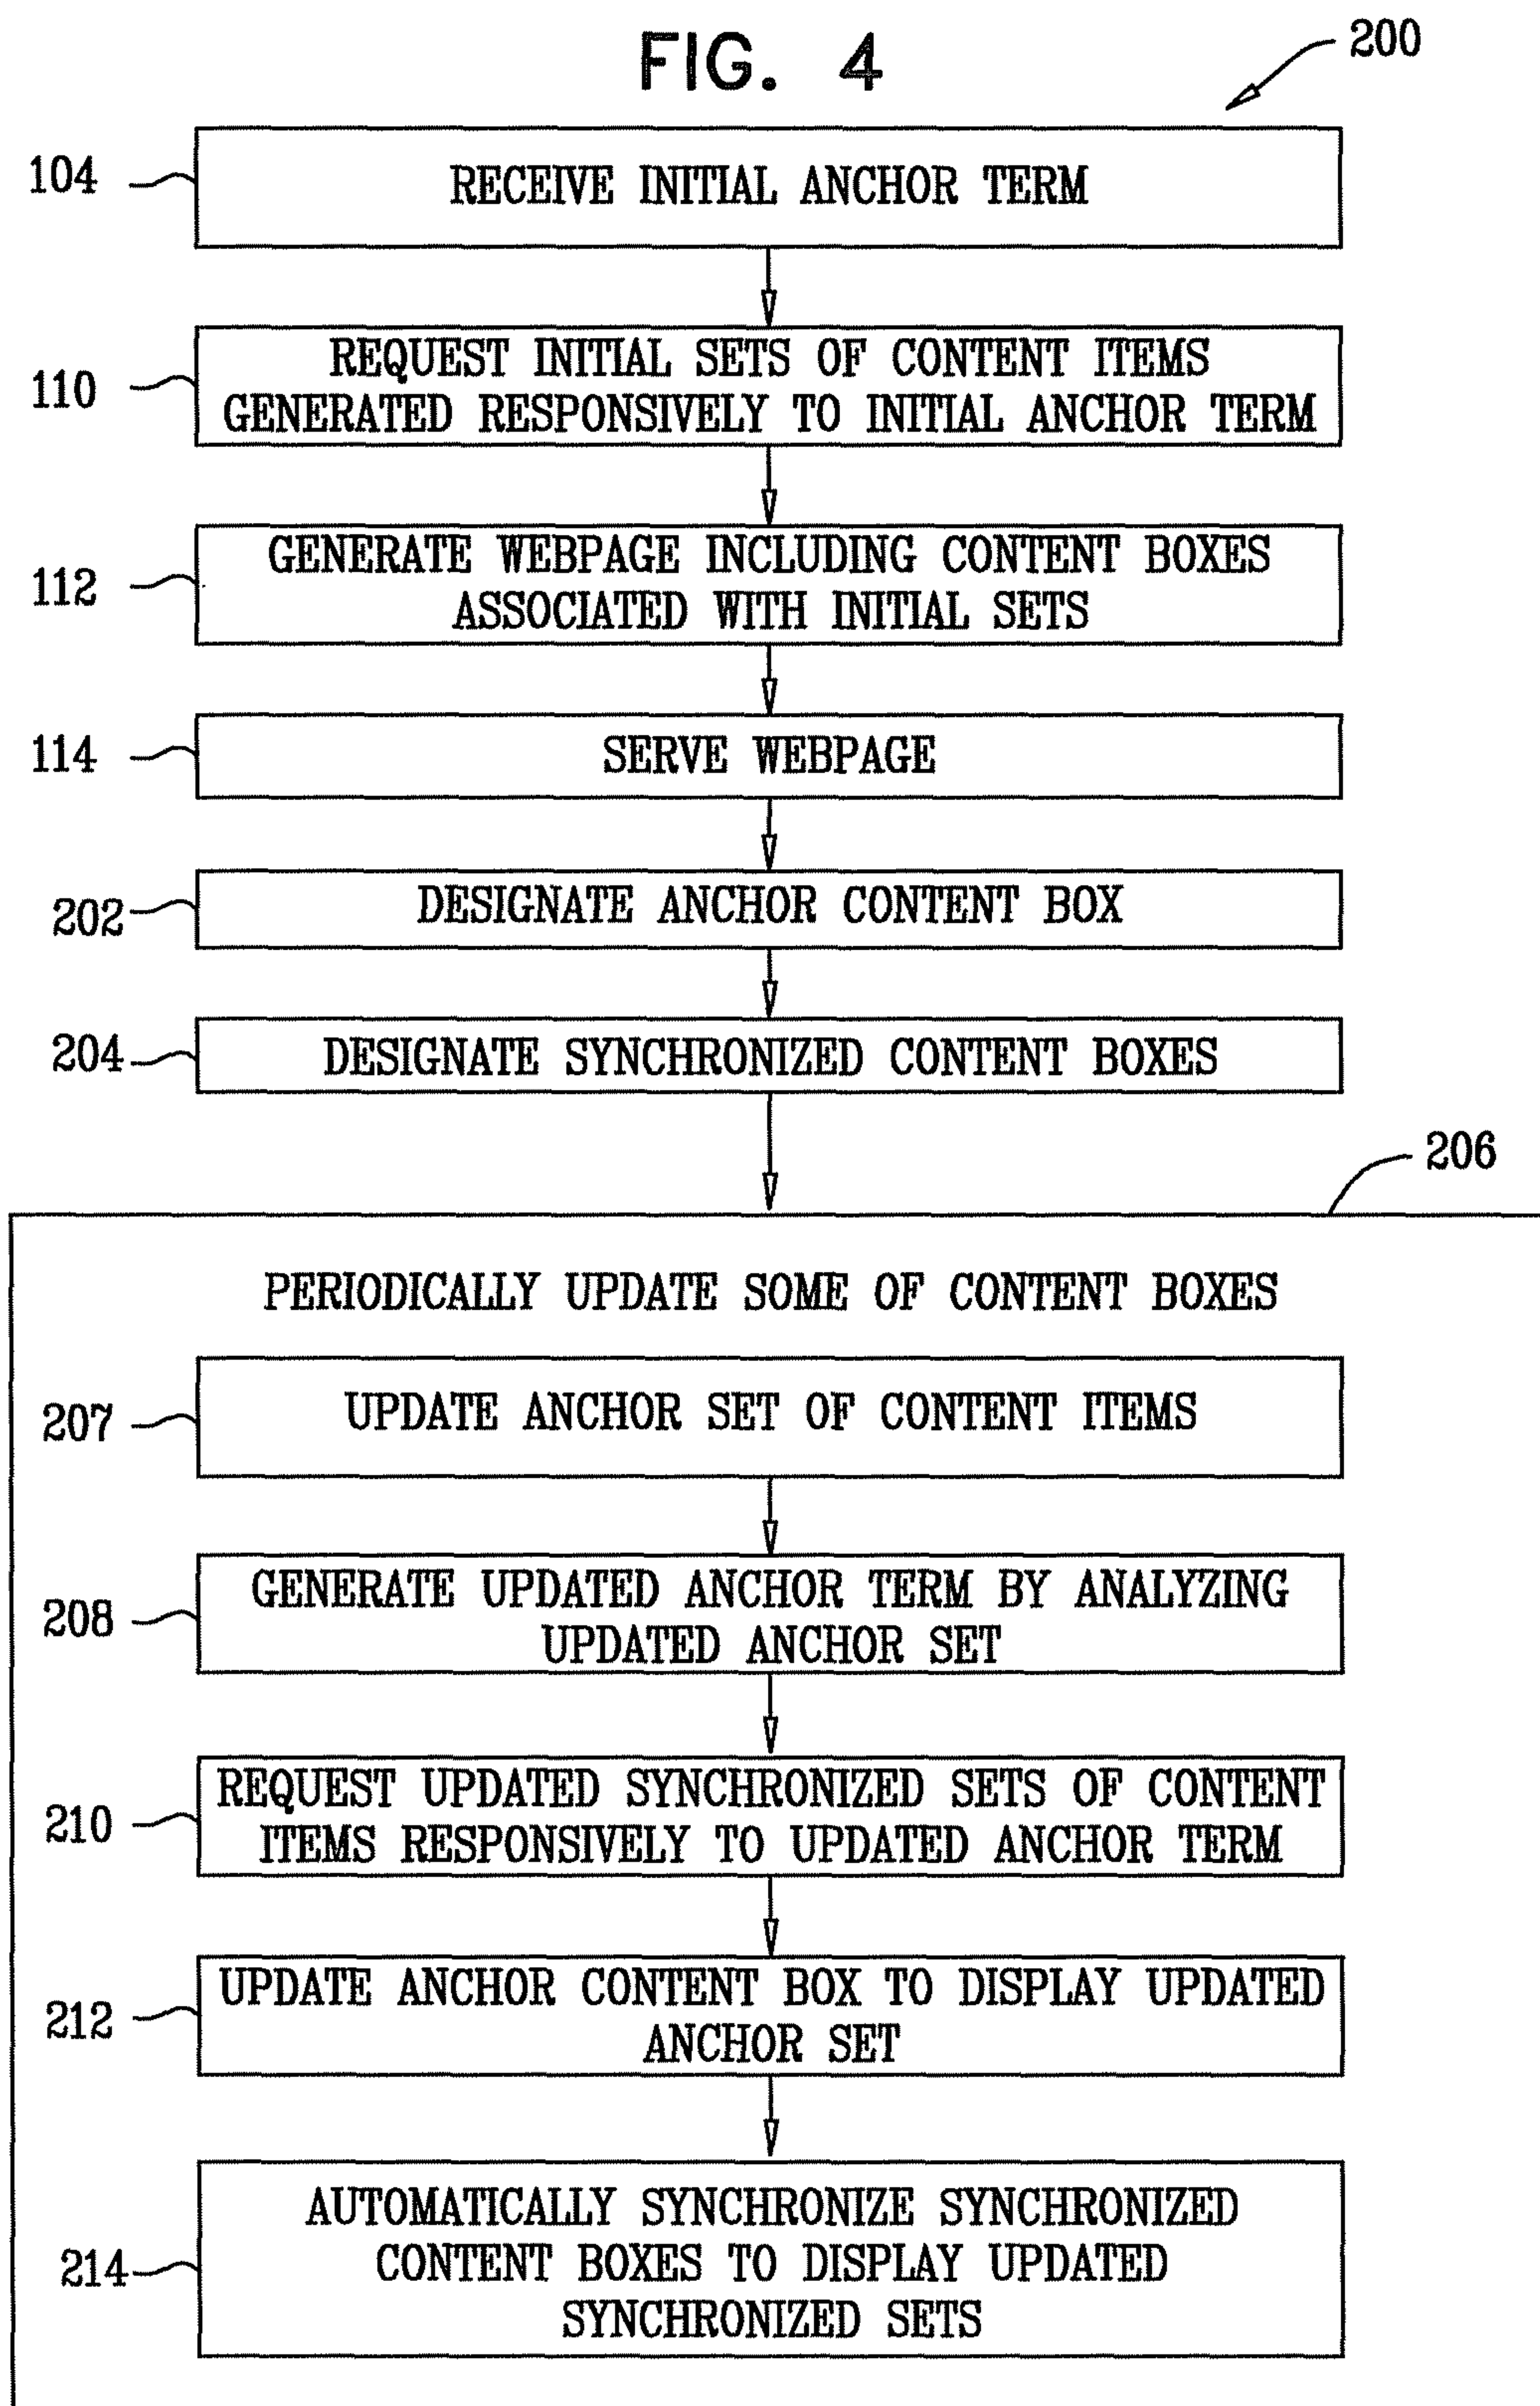 FIG. 4
200
104
RECEIVE INITIAL ANCHOR TERM
110
REQUEST INITIAL SETS OF CONTENT ITEMS
GENERATED RESPONSIVELY TO INITIAL ANCHOR TERM
112
GENERATE WEBPAGE INCLUDING CONTENT BOXES
ASSOCIATED WITH INITIAL SETS
114
SERVE WEBPAGE
202
DESIGNATE ANCHOR CONTENT BOX
204
DESIGNATE SYNCHRONIZED CONTENT BOXES
206
PERIODICALLY UPDATE SOME OF CONTENT BOXES
207
UPDATE ANCHOR SET OF CONTENT ITEMS
208
GENERATE UPDATED ANCHOR TERM BY ANALYZING
UPDATED ANCHOR SET
210
REQUEST UPDATED SYNCHRONIZED SETS OF CONTENT
ITEMS RESPONSIVELY TO UPDATED ANCHOR TERM
212
UPDATE ANCHOR CONTENT BOX TO DISPLAY UPDATED
ANCHOR SET
214
AUTOMATICALLY SYNCHRONIZE SYNCHRONIZED
CONTENT BOXES TO DISPLAY UPDATED
SYNCHRONIZED SETS